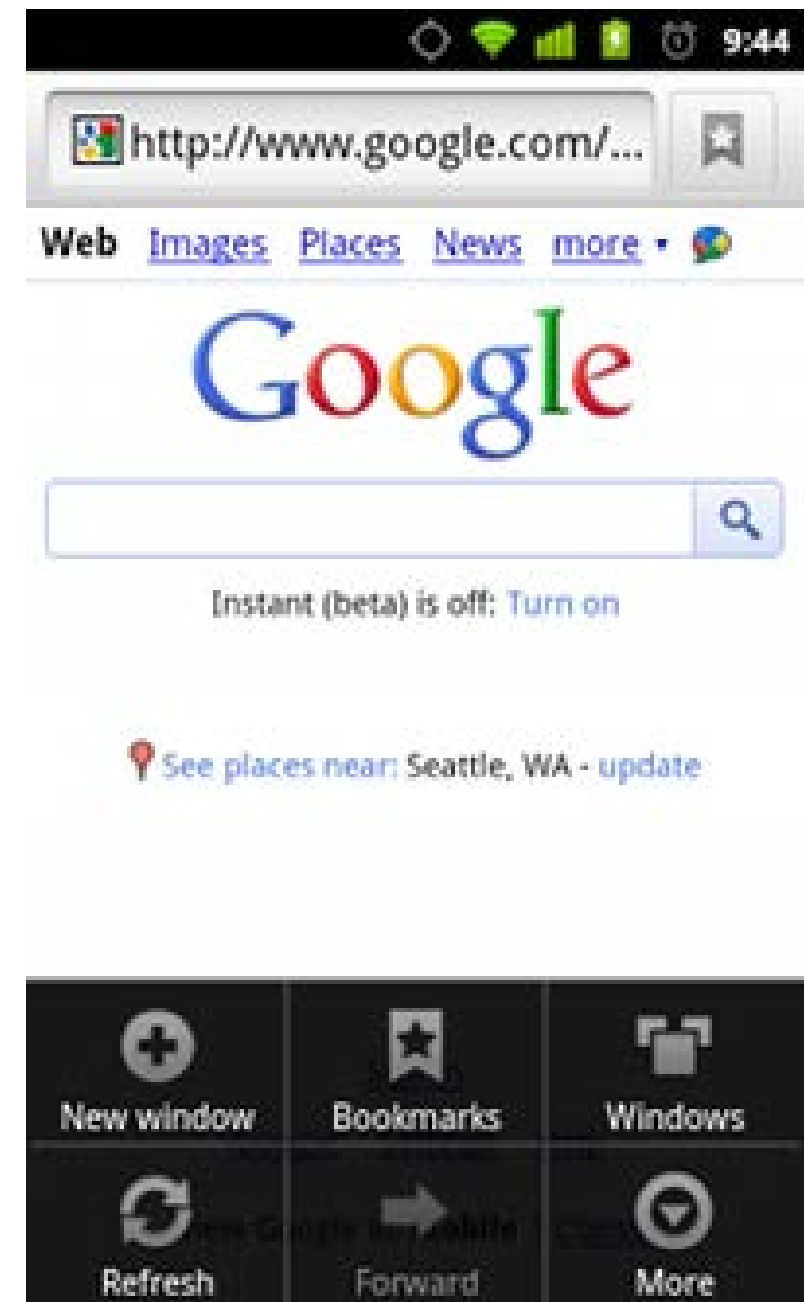 9:44
http://www.google.com/...
Web Images Places News more
Google
Instant (beta) is off: Turn on
See places near: Seattle, WA - update
New window Bookmarks Windows
Refresh Forward More